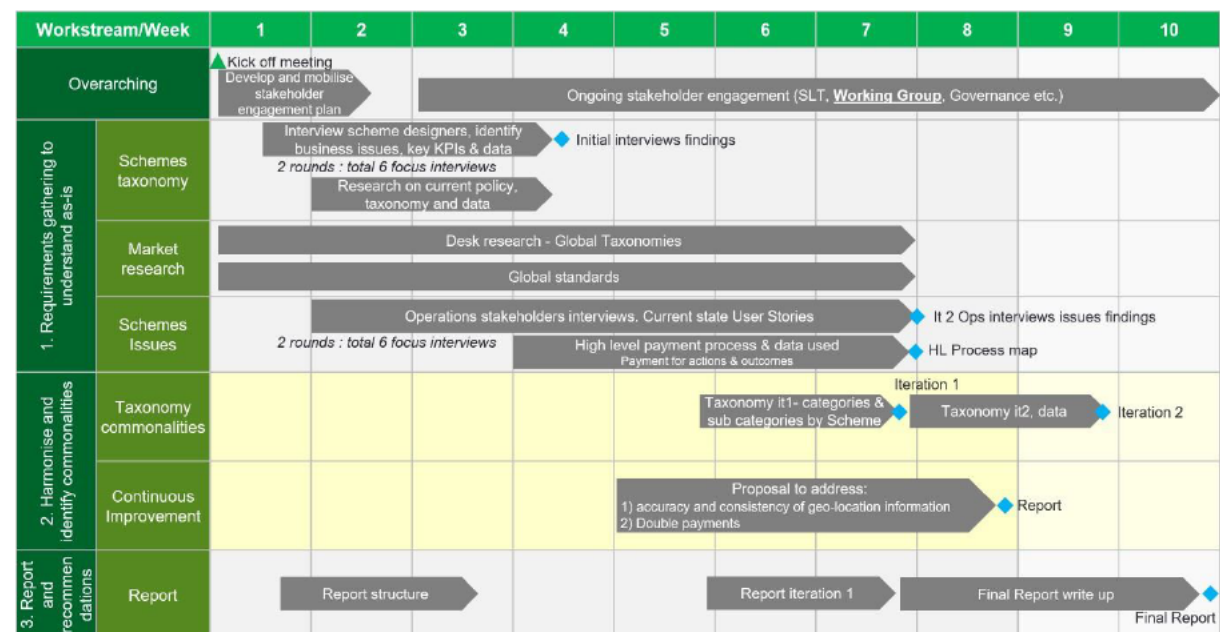 Workstream/Week 1 2 3 4 5 6 7 8 9 10
Overarching
Kick off meeting
Develop and mobilise
stakeholder
engagement plan
Ongoing stakeholder engagement (SLT, Working Group, Governance etc.)
1. Requirements gathering to
understand as-is
Schemes
taxonomy
Interview scheme designers, identify
business issues, key KPIs & data
Initial interviews findings
2 rounds : total 6 focus interviews
Research on current policy,
taxonomy and data
Market
research
Desk research - Global Taxonomies
Global standards
Schemes
Issues
Operations stakeholders interviews. Current state User Stories
It 2 Ops interviews issues findings
2 rounds : total 6 focus interviews
High level payment process & data used
Payment for actions & outcomes
HL Process map
2. Harmonise and
identify commonalities
Taxonomy
commonalities
Taxonomy it1- categories &
sub categories by Scheme
Iteration 1
Taxonomy it2, data
Iteration 2
Continuous
Improvement
Proposal to address:
1) accuracy and consistency of geo-location information
2) Double payments
Report
3. Report
and
recommen
dations
Report
Report structure
Report iteration 1
Final Report write up
Final Report